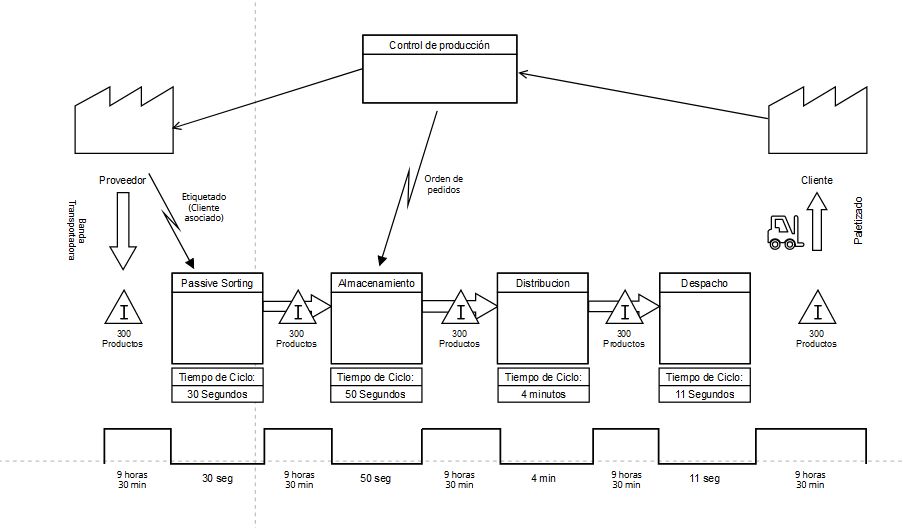 Control de producción
Proveedor
Cliente
Banda
Transportadora
Etiquetado
(Cliente
asociado)
Orden de
pedidos
Paletizado
Passive Sorting
Almacenamiento
Distribucion
Despacho
I
300
Productos
I
300
Productos
I
300
Productos
I
300
Productos
I
300
Productos
Tiempo de Ciclo:
30 Segundos
Tiempo de Ciclo:
50 Segundos
Tiempo de Ciclo:
4 minutos
Tiempo de Ciclo:
11 Segundos
9 horas
30 min
30 seg
9 horas
30 min
50 seg
9 horas
30 min
4 min
9 horas
30 min
11 seg
9 horas
30 min